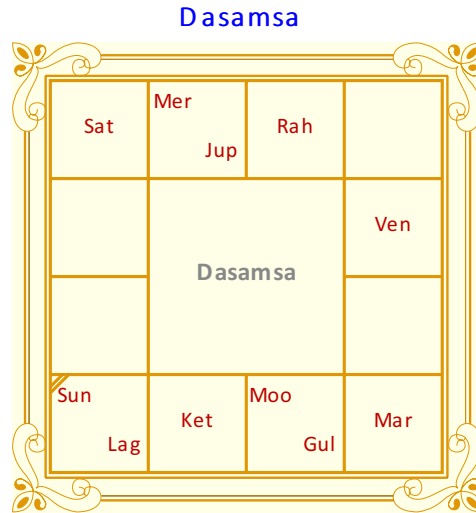 Dasamsa
Sat
Mer
Jup
Rah
Ven
Dasamsa
Sun
Lag
Ket
Moo
Gul
Mar